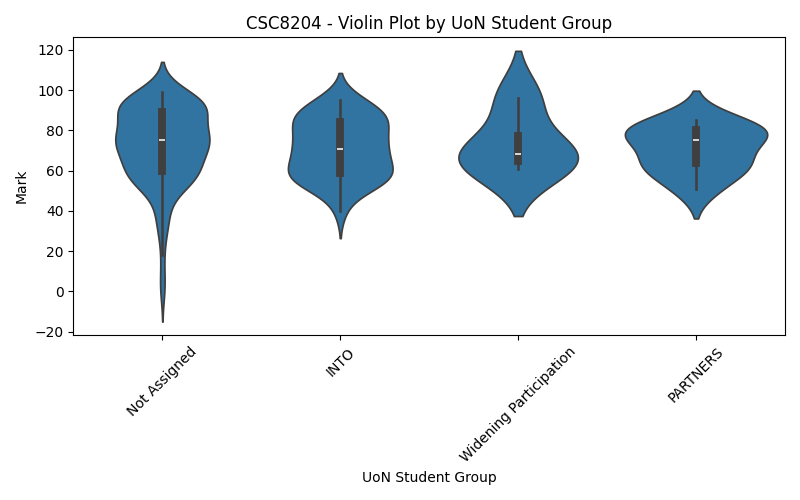 CSC8204 - Violin Plot by UoN Student Group
Mark
120
100
80
60
40
20
0
−20
Not Assigned
INTO
Widening Participation
PARTNERS
UoN Student Group